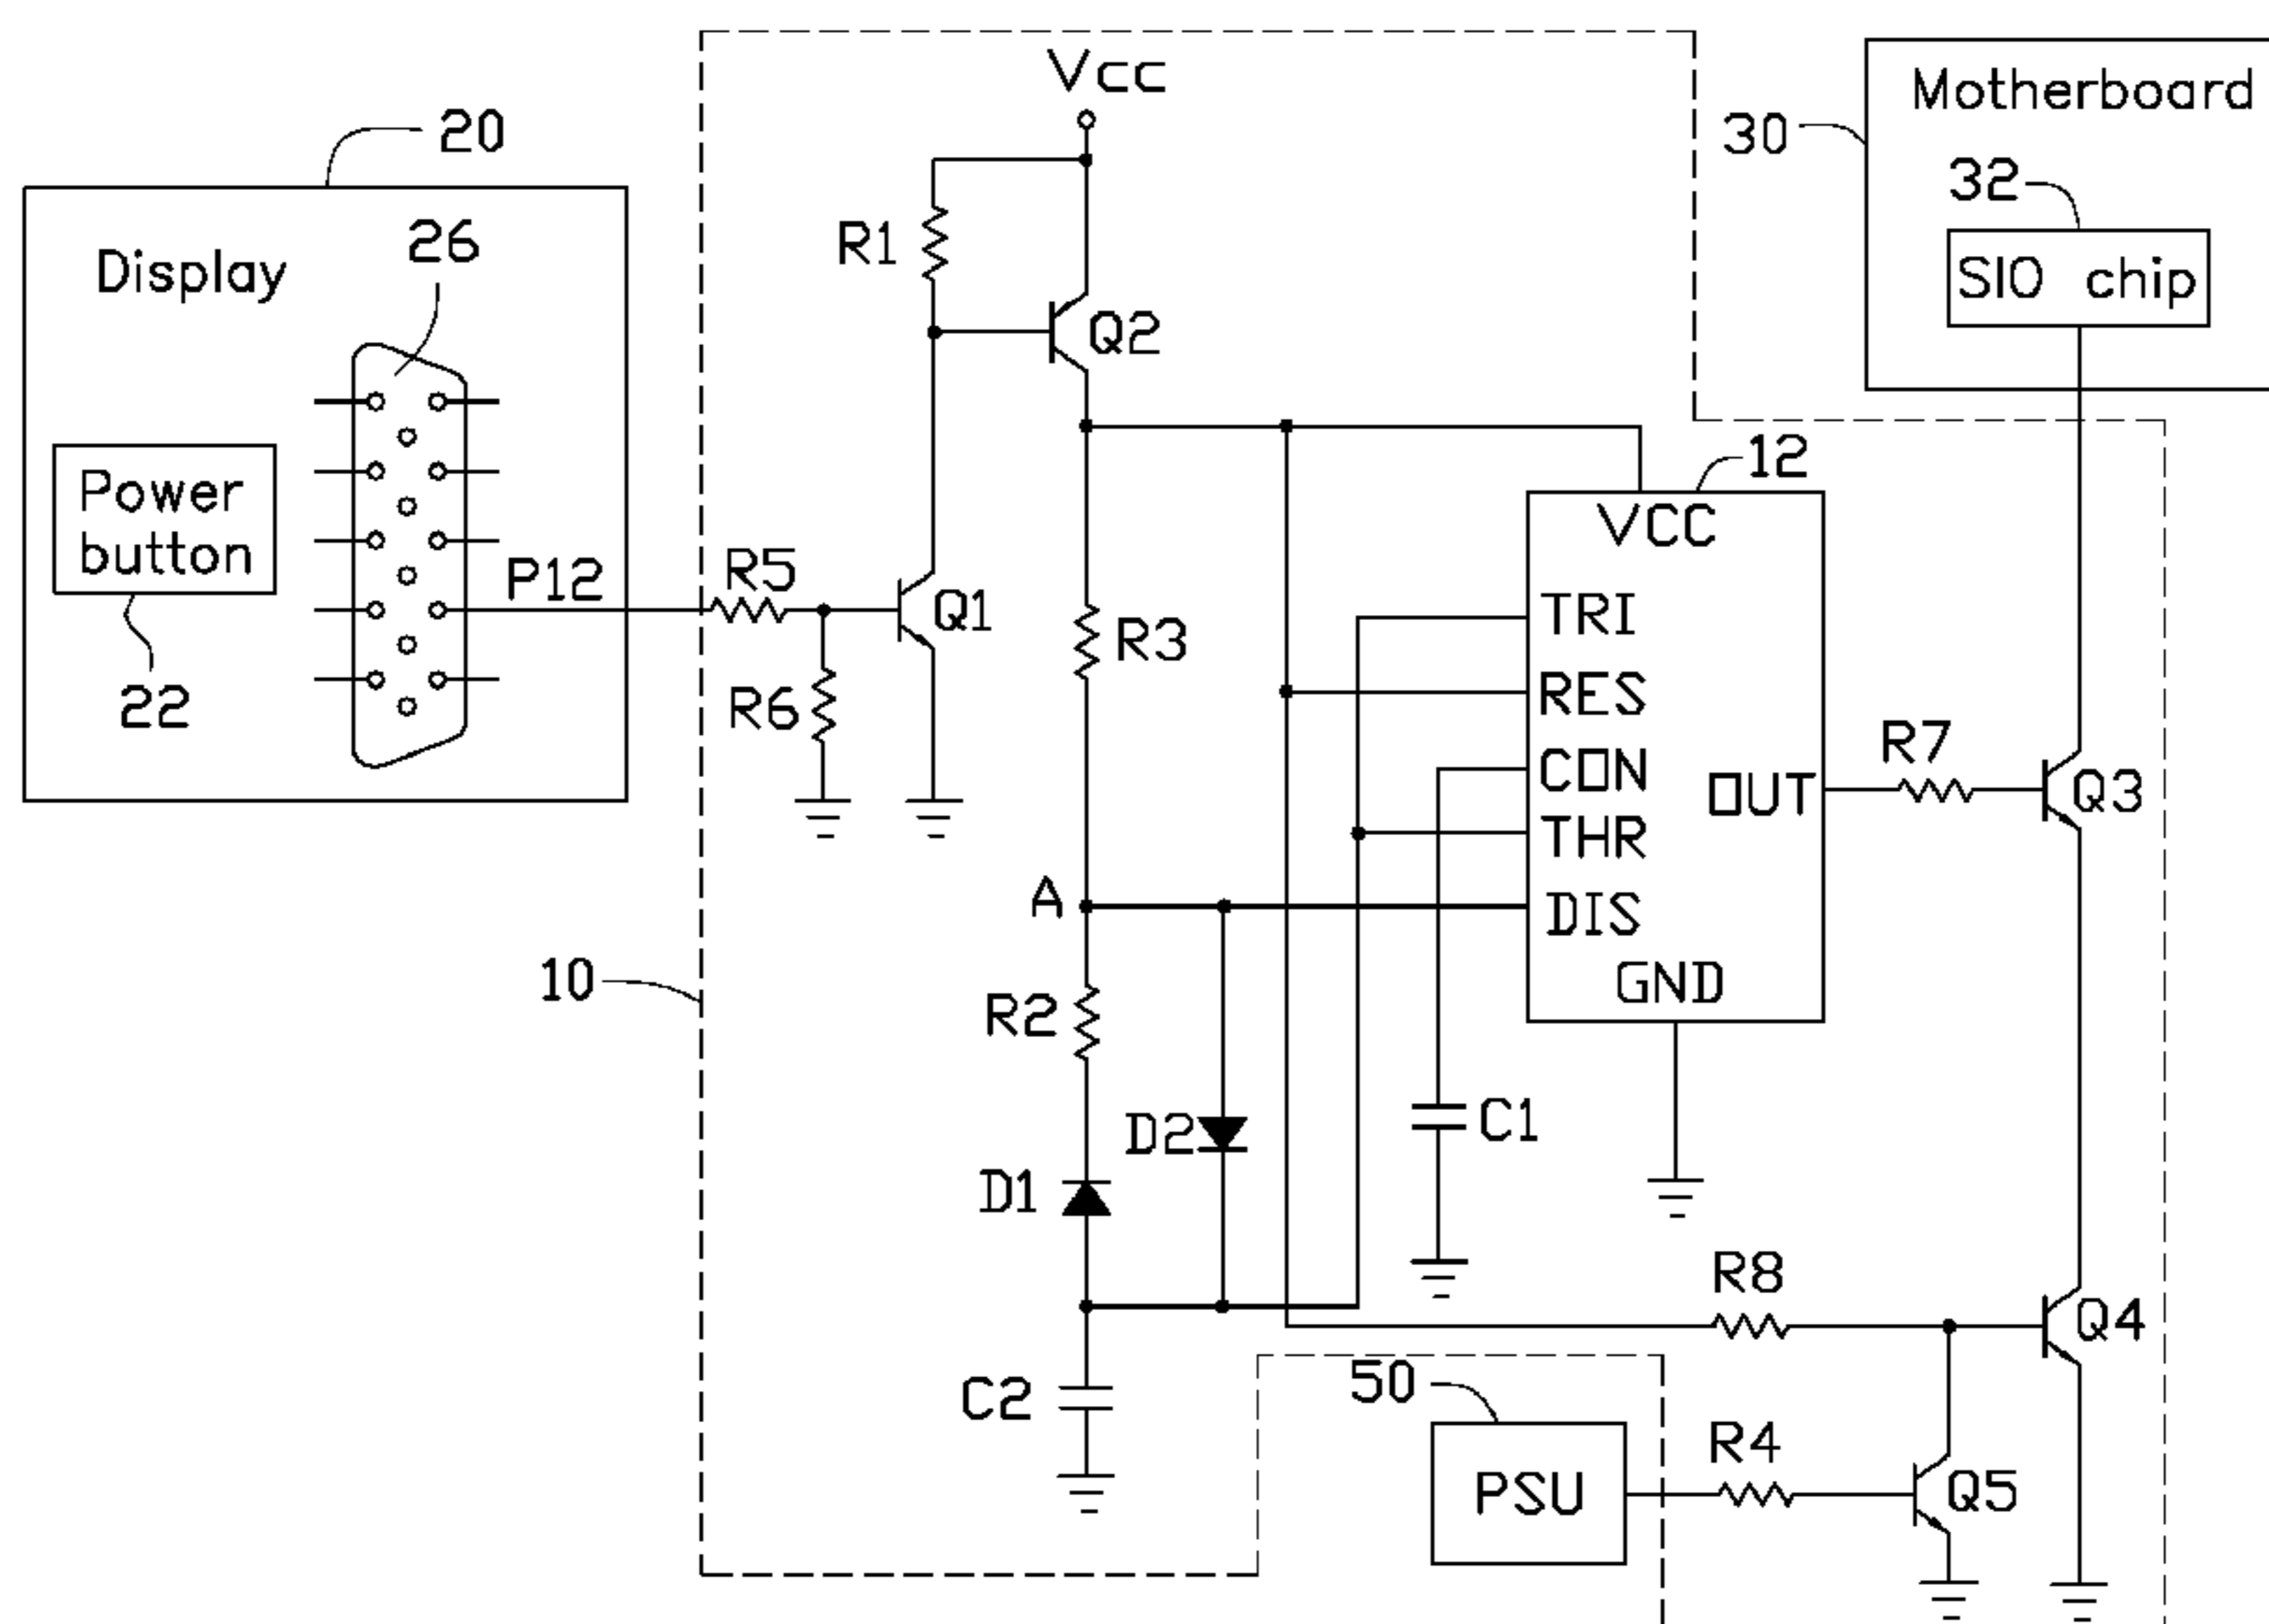 Vcc
Motherboard
30
32
SIO chip
20
26
Display
R1
Q2
12
Power
button
22
P12
R5
Q1
R6
R3
VCC
TRI
RES
CON
THR
DIS
OUT
GND
R7
Q3
A
10
R2
D2
C1
D1
R8
Q4
C2
50
PSU
R4
Q5